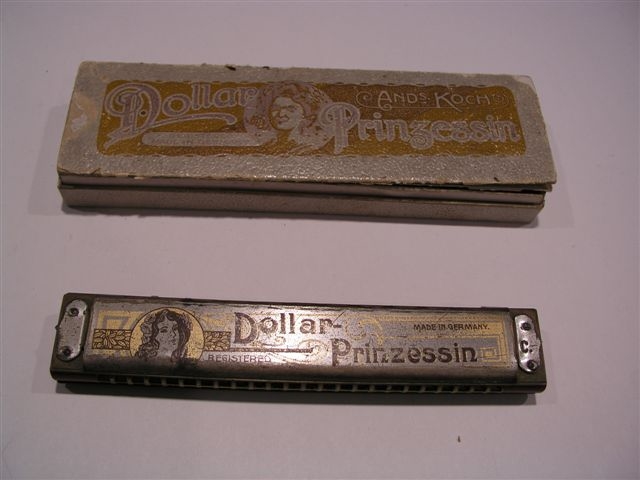 Dollar
ANDS. KOCH
Prinzessin
Dollar-
MADE IN GERMANY.
REGISTERED
Prinzessin
C